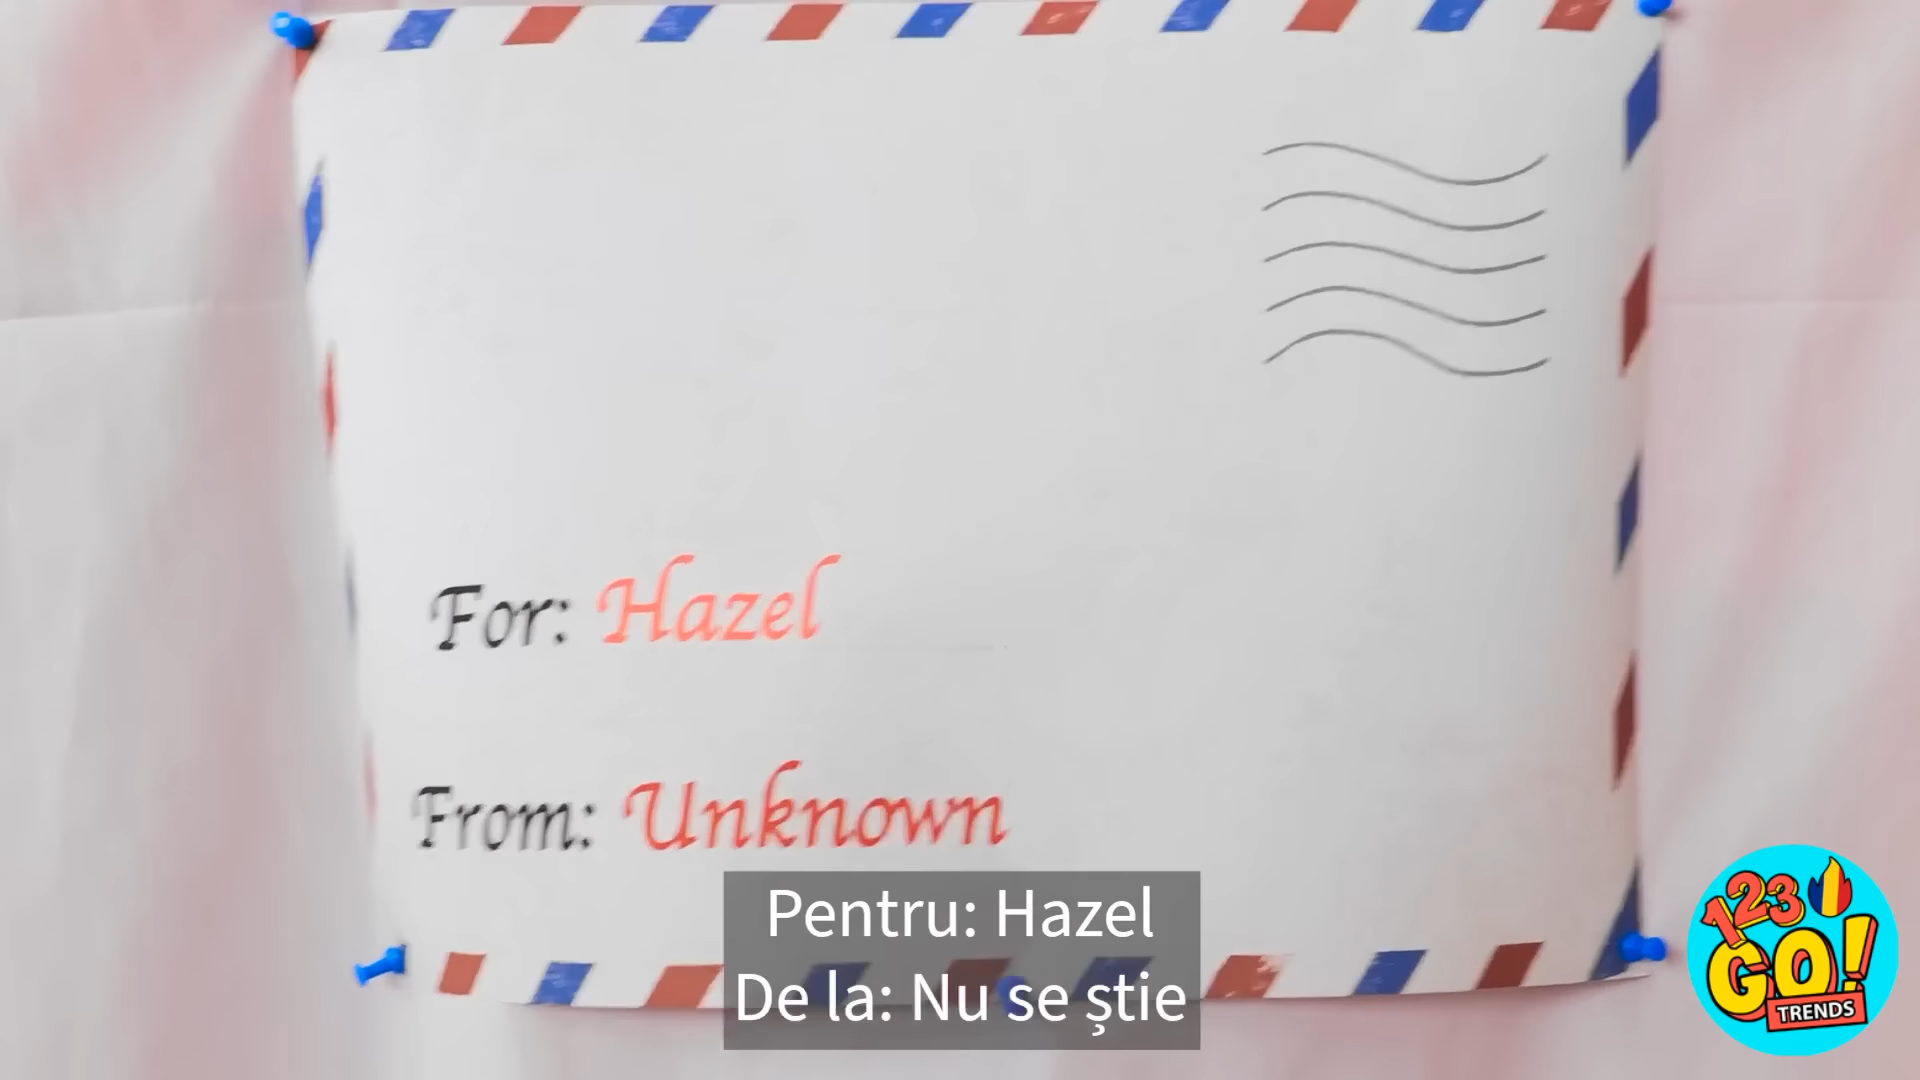 For: Hazel
From: Unknown
Pentru: Hazel
De la: Nu se știe
123
GO!
TRENDS